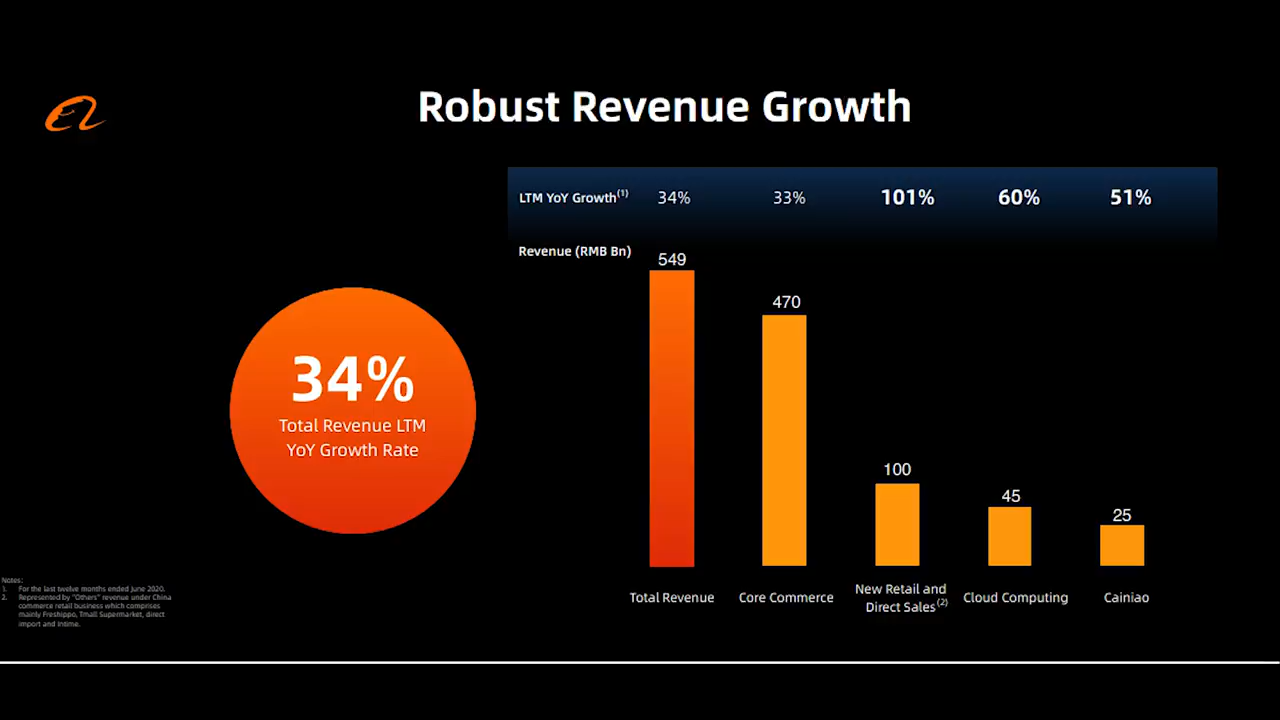 Robust Revenue Growth
LTM YoY Growth(1) 34% 33% 101% 60% 51%
Revenue (RMB Bn)
549
470
100
45
25
34%
Total Revenue LTM
YoY Growth Rate
Total Revenue
Core Commerce
New Retail and
Direct Sales(2)
Cloud Computing
Cainiao
Notes:
1. For the last twelve months ended June 2020.
2. Represented by "Others" revenue under China
commerce retail business which comprises
mainly Freshippo, Tmall Supermarket, direct
import and Intime.